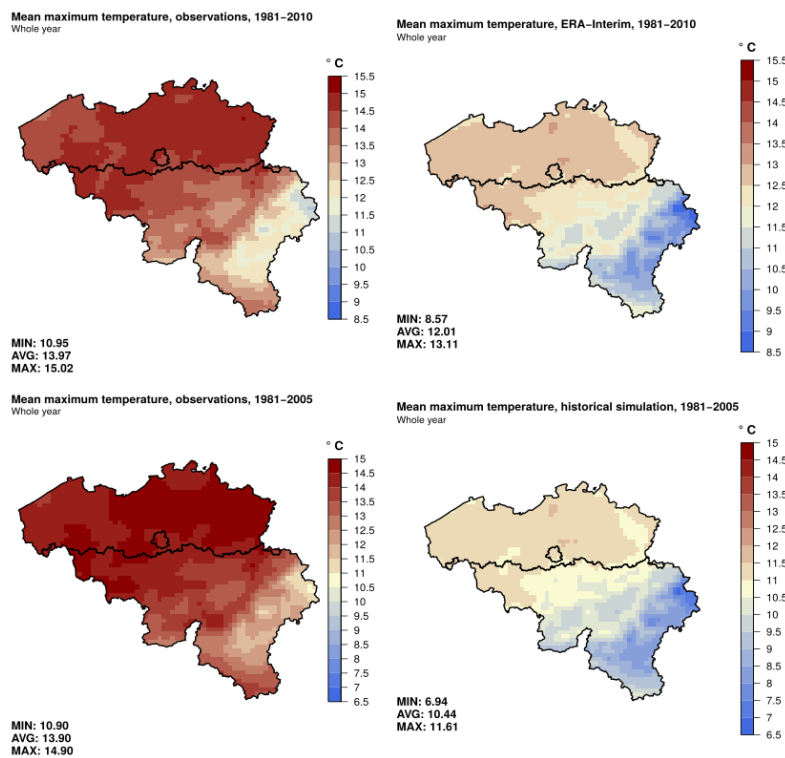 Mean maximum temperature, observations, 1981−2010
Whole year
° C
15.5
15
14.5
14
13.5
13
12.5
12
11.5
11
10.5
10
9.5
9
8.5
MIN: 10.95
AVG: 13.97
MAX: 15.02
Mean maximum temperature, ERA−Interim, 1981−2010
Whole year
° C
15.5
15
14.5
14
13.5
13
12.5
12
11.5
11
10.5
10
9.5
9
8.5
MIN: 8.57
AVG: 12.01
MAX: 13.11
Mean maximum temperature, observations, 1981−2005
Whole year
° C
15
14.5
14
13.5
13
12.5
12
11.5
11
10.5
10
9.5
9
8.5
8
7.5
7
6.5
MIN: 10.90
AVG: 13.90
MAX: 14.90
Mean maximum temperature, historical simulation, 1981−2005
Whole year
° C
15
14.5
14
13.5
13
12.5
12
11.5
11
10.5
10
9.5
9
8.5
8
7.5
7
6.5
MIN: 6.94
AVG: 10.44
MAX: 11.61